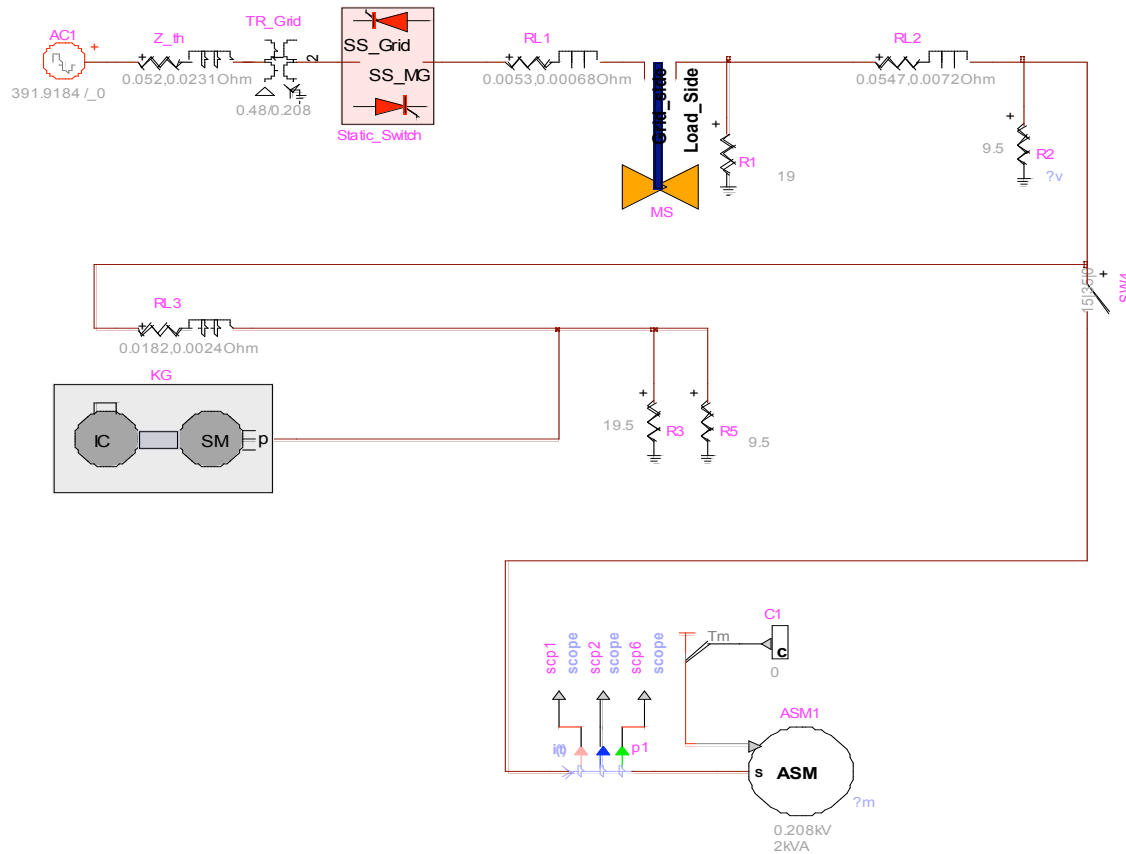 AC1
+
391.9184 /_0
Z_th
+
0.052,0.0231Ohm
TR_Grid
2
0.48/0.208
SS_Grid
SS_MG
Static_Switch
RL1
+
0.0053,0.00068Ohm
Grid_side
Load_Side
MS
+
R1
19
RL2
+
0.0547,0.0072Ohm
+
9.5
R2
?v
+
SW4
RL3
+
0.0182,0.0024Ohm
KG
IC
SM
p
+
19.5
R3
+
R5
9.5
scp1
scope
scp2
scope
scp6
scope
p1
Tm
C1
c
0
ASM1
S
ASM
?m
0.208kV
2kVA